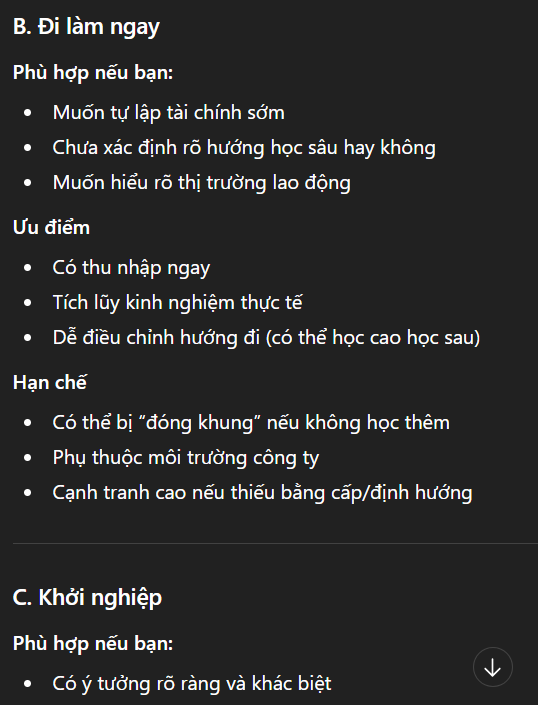 B. Đi làm ngay
Phù hợp nếu bạn:
• Muốn tự lập tài chính sớm
• Chưa xác định rõ hướng học sâu hay không
• Muốn hiểu rõ thị trường lao động
Ưu điểm
• Có thu nhập ngay
• Tích lũy kinh nghiệm thực tế
• Dễ điều chỉnh hướng đi (có thể học cao học sau)
Hạn chế
• Có thể bị “đóng khung” nếu không học thêm
• Phụ thuộc môi trường công ty
• Cạnh tranh cao nếu thiếu bằng cấp/định hướng
C. Khởi nghiệp
Phù hợp nếu bạn:
• Có ý tưởng rõ ràng và khác biệt